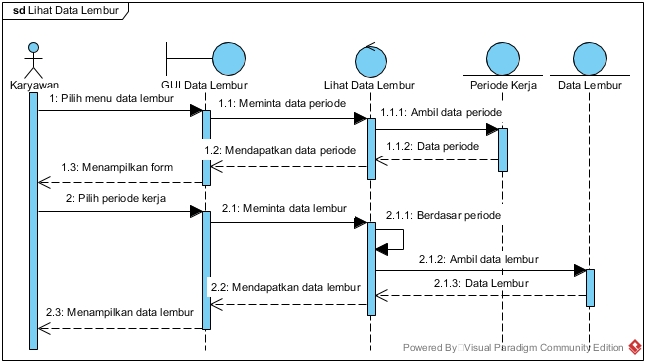 sd Lihat Data Lembur
Karyawan
GUI Data Lembur
Lihat Data Lembur
Periode Kerja
Data Lembur
1: Pilih menu data lembur
1.1: Meminta data periode
1.1.1: Ambil data periode
1.1.2: Data periode
1.2: Mendapatkan data periode
1.3: Menampilkan form
2: Pilih periode kerja
2.1: Meminta data lembur
2.1.1: Berdasar periode
2.1.2: Ambil data lembur
2.1.3: Data Lembur
2.2: Mendapatkan data lembur
2.3: Menampilkan data lembur
Powered By Visual Paradigm Community Edition